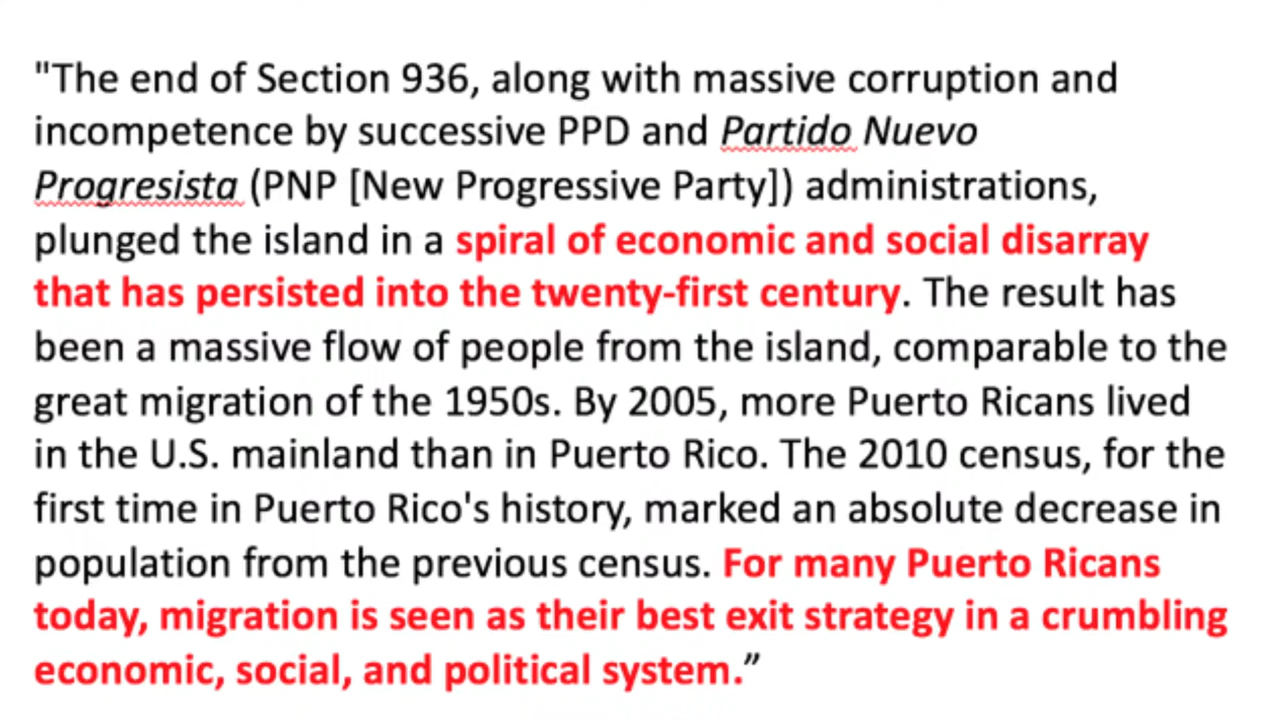 "The end of Section 936, along with massive corruption and
incompetence by successive PPD and Partido Nuevo
Progresista (PNP [New Progressive Party]) administrations,
plunged the island in a spiral of economic and social disarray
that has persisted into the twenty-first century. The result has
been a massive flow of people from the island, comparable to the
great migration of the 1950s. By 2005, more Puerto Ricans lived
in the U.S. mainland than in Puerto Rico. The 2010 census, for the
first time in Puerto Rico's history, marked an absolute decrease in
population from the previous census. For many Puerto Ricans
today, migration is seen as their best exit strategy in a crumbling
economic, social, and political system.”